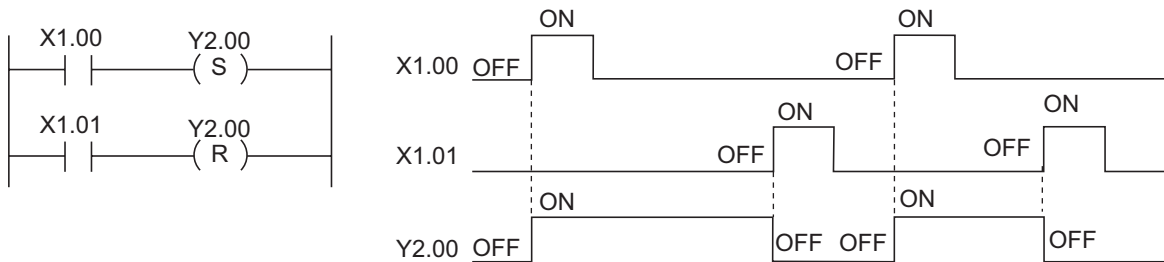 X1.00 Y2.00
S
X1.01 Y2.00
R
ON ON
X1.00 OFF OFF
ON ON
X1.01 OFF OFF
ON ON
Y2.00 OFF OFF OFF OFF